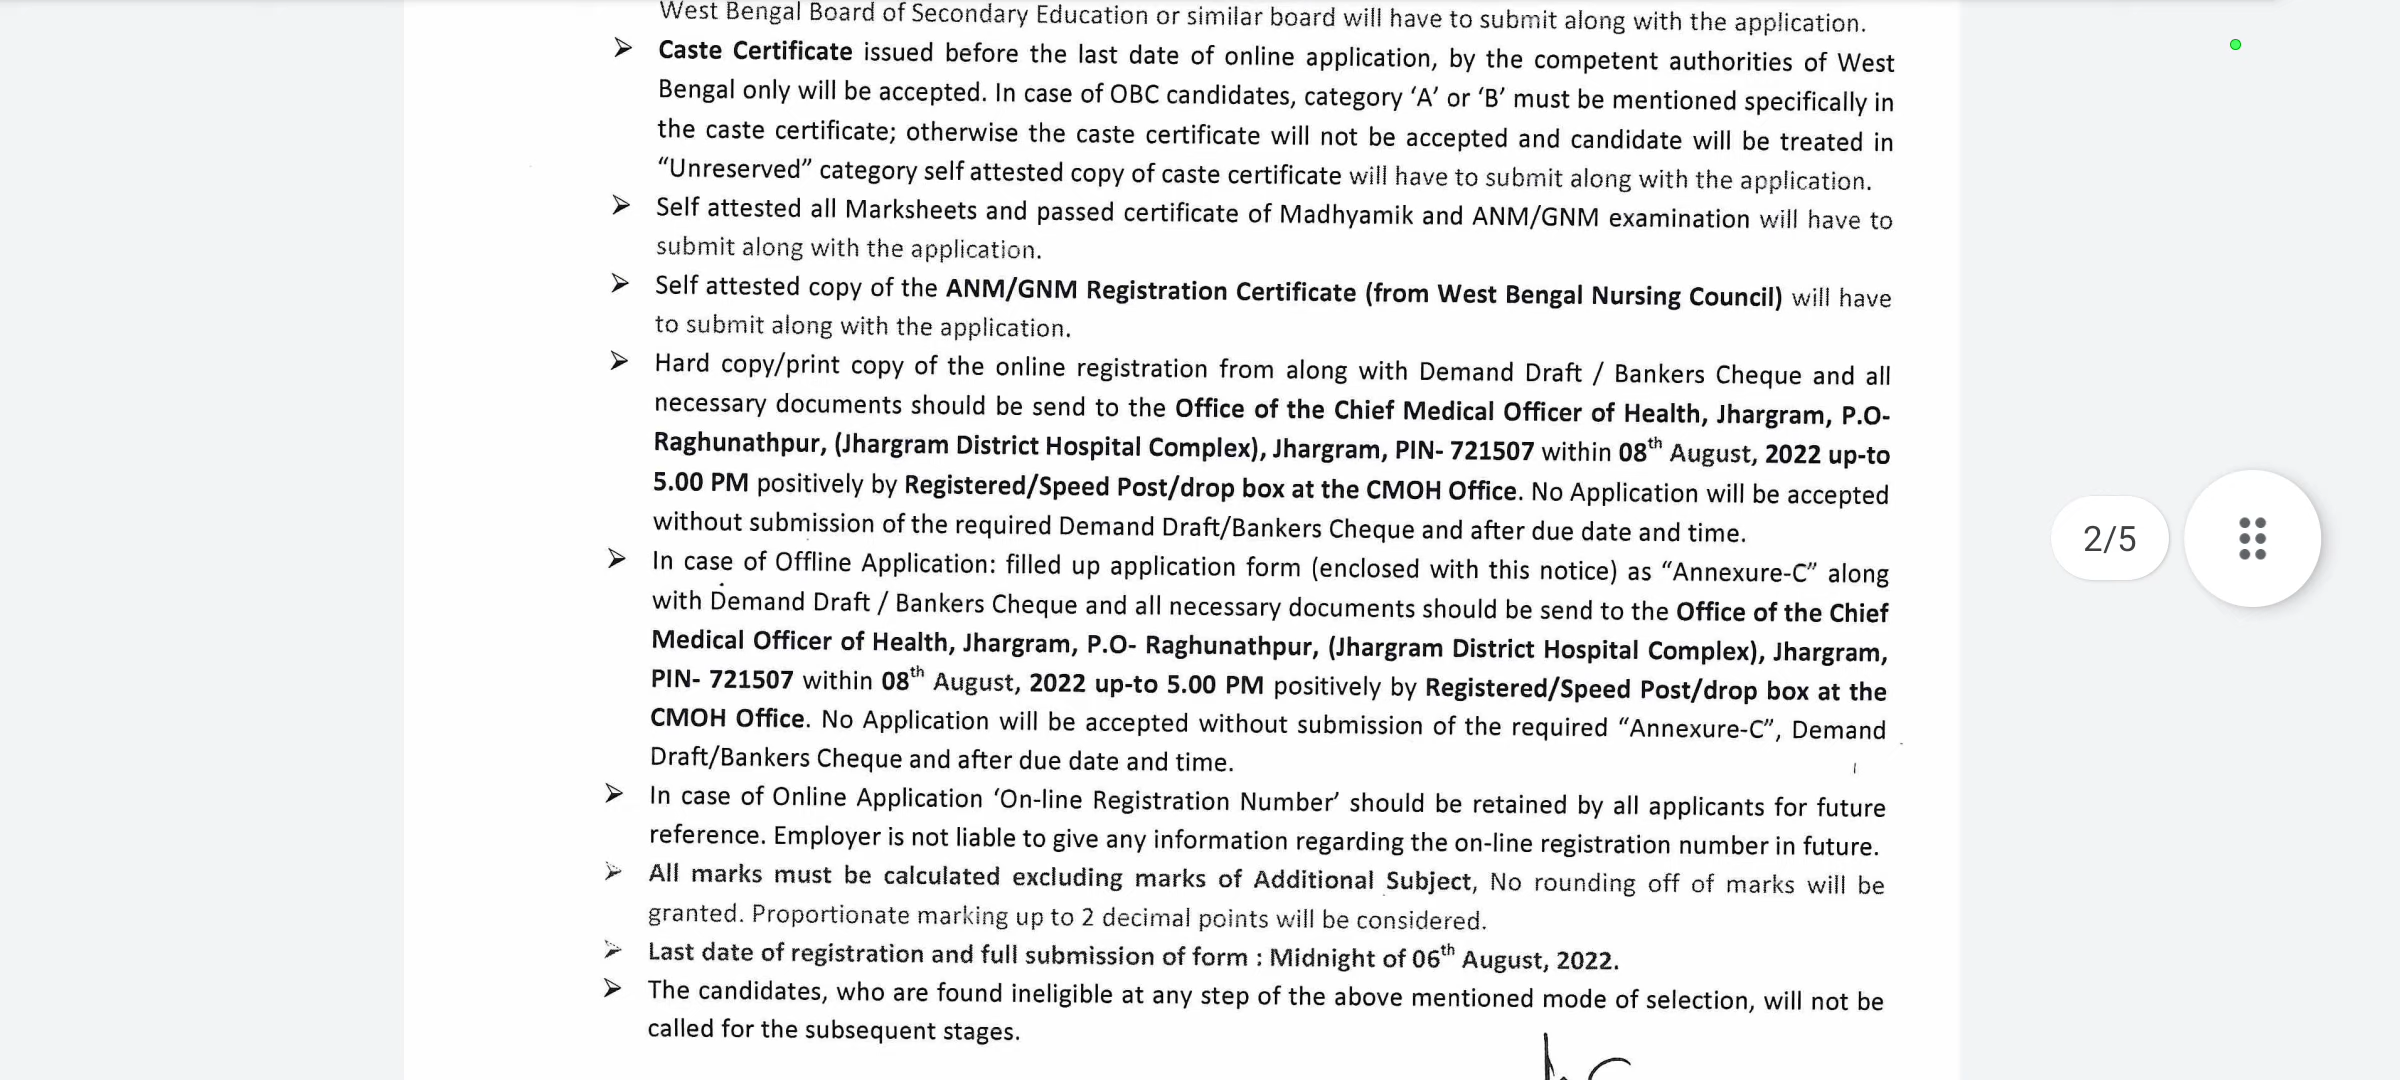 West Bengal Board of Secondary Education or similar board will have to submit along with the application.
➢ Caste Certificate issued before the last date of online application, by the competent authorities of West
Bengal only will be accepted. In case of OBC candidates, category ‘A’ or ‘B’ must be mentioned specifically in
the caste certificate; otherwise the caste certificate will not be accepted and candidate will be treated in
“Unreserved” category self attested copy of caste certificate will have to submit along with the application.
➢ Self attested all Marksheets and passed certificate of Madhyamik and ANM/GNM examination will have to
submit along with the application.
➢ Self attested copy of the ANM/GNM Registration Certificate (from West Bengal Nursing Council) will have
to submit along with the application.
➢ Hard copy/print copy of the online registration from along with Demand Draft / Bankers Cheque and all
necessary documents should be send to the Office of the Chief Medical Officer of Health, Jhargram, P.O-
Raghunathpur, (Jhargram District Hospital Complex), Jhargram, PIN- 721507 within 08th August, 2022 up-to
5.00 PM positively by Registered/Speed Post/drop box at the CMOH Office. No Application will be accepted
without submission of the required Demand Draft/Bankers Cheque and after due date and time.
➢ In case of Offline Application: filled up application form (enclosed with this notice) as “Annexure-C” along
with Demand Draft / Bankers Cheque and all necessary documents should be send to the Office of the Chief
Medical Officer of Health, Jhargram, P.O- Raghunathpur, (Jhargram District Hospital Complex), Jhargram,
PIN- 721507 within 08th August, 2022 up-to 5.00 PM positively by Registered/Speed Post/drop box at the
CMOH Office. No Application will be accepted without submission of the required “Annexure-C”, Demand
Draft/Bankers Cheque and after due date and time.
➢ In case of Online Application ‘On-line Registration Number’ should be retained by all applicants for future
reference. Employer is not liable to give any information regarding the on-line registration number in future.
➢ All marks must be calculated excluding marks of Additional Subject, No rounding off of marks will be
granted. Proportionate marking up to 2 decimal points will be considered.
➢ Last date of registration and full submission of form : Midnight of 06th August, 2022.
➢ The candidates, who are found ineligible at any step of the above mentioned mode of selection, will not be
called for the subsequent stages.
2/5